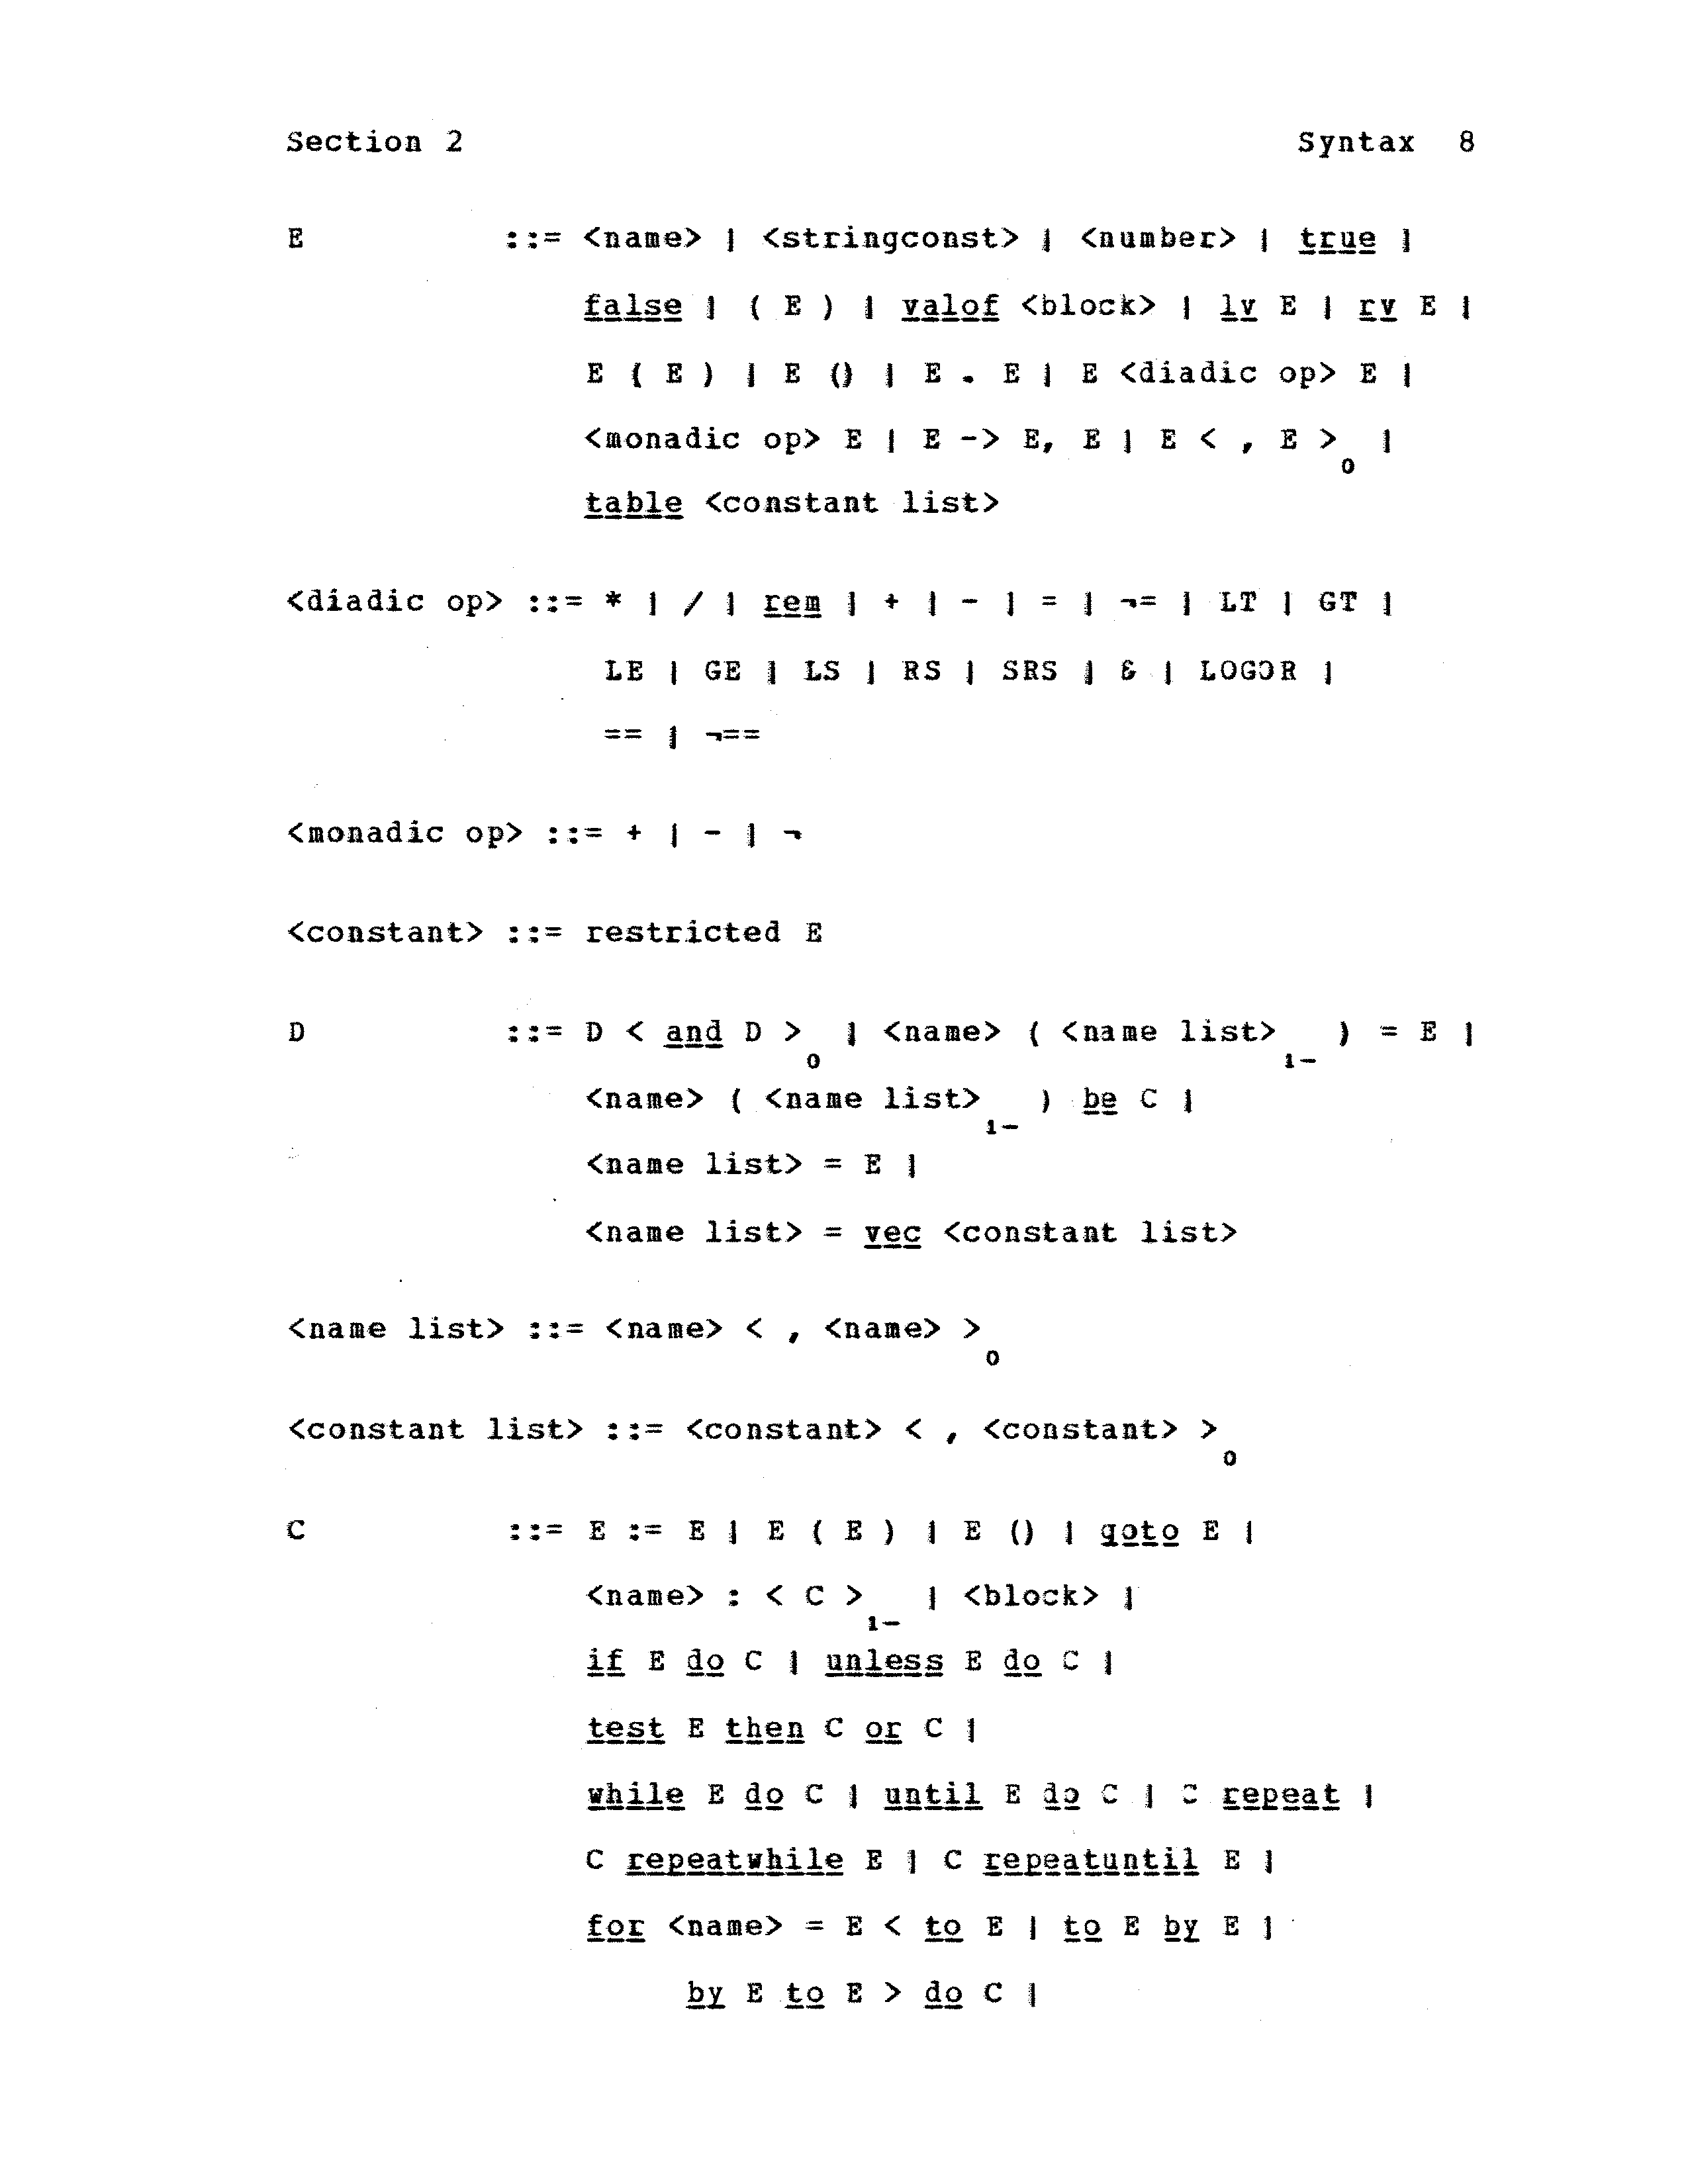 Section 2 Syntax 8
E ::= <name> | <stringconst> | <number> | true |
false | ( E ) | valof <block> | lv E | rv E |
E ( E ) | E () | E . E | E <diadic op> E |
<monadic op> E | E -> E, E | E < , E > |
0
table <constant list>
<diadic op> ::= * | / | rem | + | - | = | ¬= | LT | GT |
LE | GE | LS | RS | SRS | & | LOGOR |
== | ¬==
<monadic op> ::= + | - | ¬
<constant> ::= restricted E
D ::= D < and D > | <name> ( <name list> ) = E |
0 1-
<name> ( <name list> ) be C |
1-
<name list> = E |
<name list> = vec <constant list>
<name list> ::= <name> < , <name> >
0
<constant list> ::= <constant> < , <constant> >
0
C ::= E := E | E ( E ) | E () | goto E |
<name> : < C > | <block> |
1-
if E do C | unless E do C |
test E then C or C |
while E do C | until E do C | C repeat |
C repeatwhile E | C repeatuntil E |
for <name> = E < to E | to E by E |
by E to E > do C |